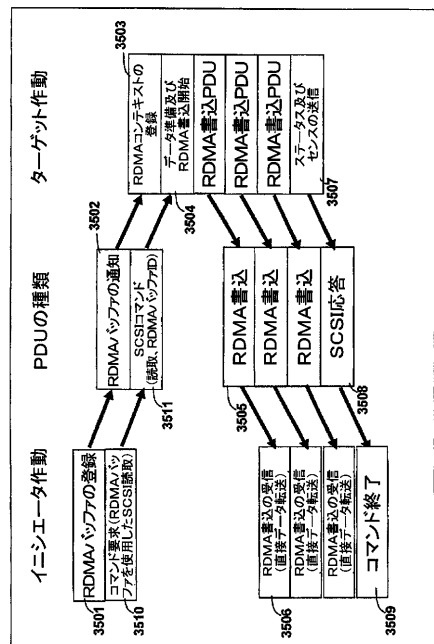 イニシエータ作動
PDUの種類
ターゲット作動
3501
RDMAバッファの登録
3510
コマンド要求(RDMAバッ
ファを使用したSCSI読取)
3502
RDMAバッファの通知
SCSIコマンド
(読取、RDMAバッファID)
3511
3503
RDMAコンテキストの
登録
データ準備及び
RDMA書込開始
3504
RDMA書込PDU
RDMA書込PDU
RDMA書込PDU
ステータス及び
センスの送信
3507
3505
RDMA書込
RDMA書込
RDMA書込
SCSI応答
3508
RDMA書込の受信
(直接データ転送)
3506
RDMA書込の受信
(直接データ転送)
RDMA書込の受信
(直接データ転送)
コマンド終了
3509